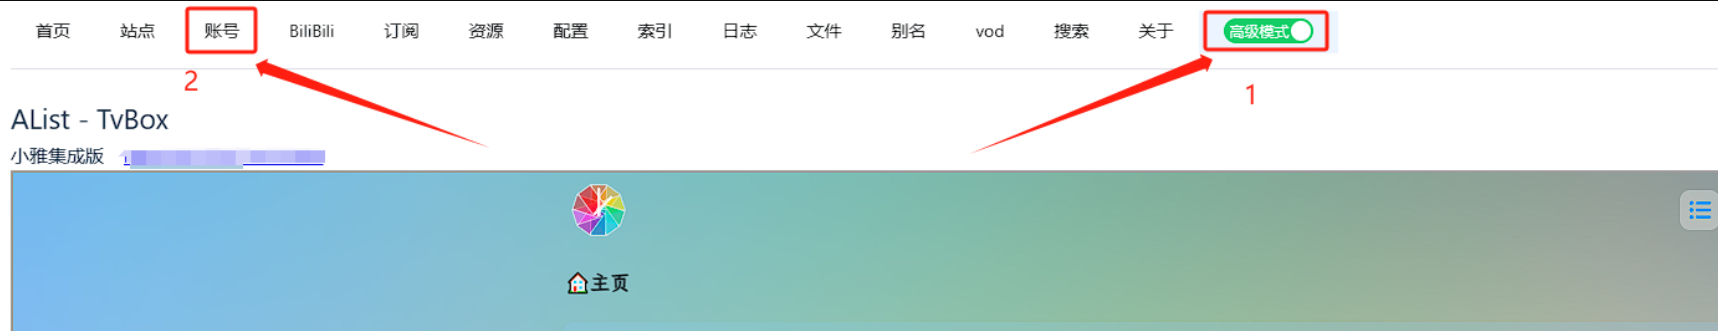 首页 站点 账号 BiliBili 订阅 资源 配置 索引 日志 文件 别名 vod 搜索 关于 高级模式
2
1
AList - TvBox
小雅集成版
主页